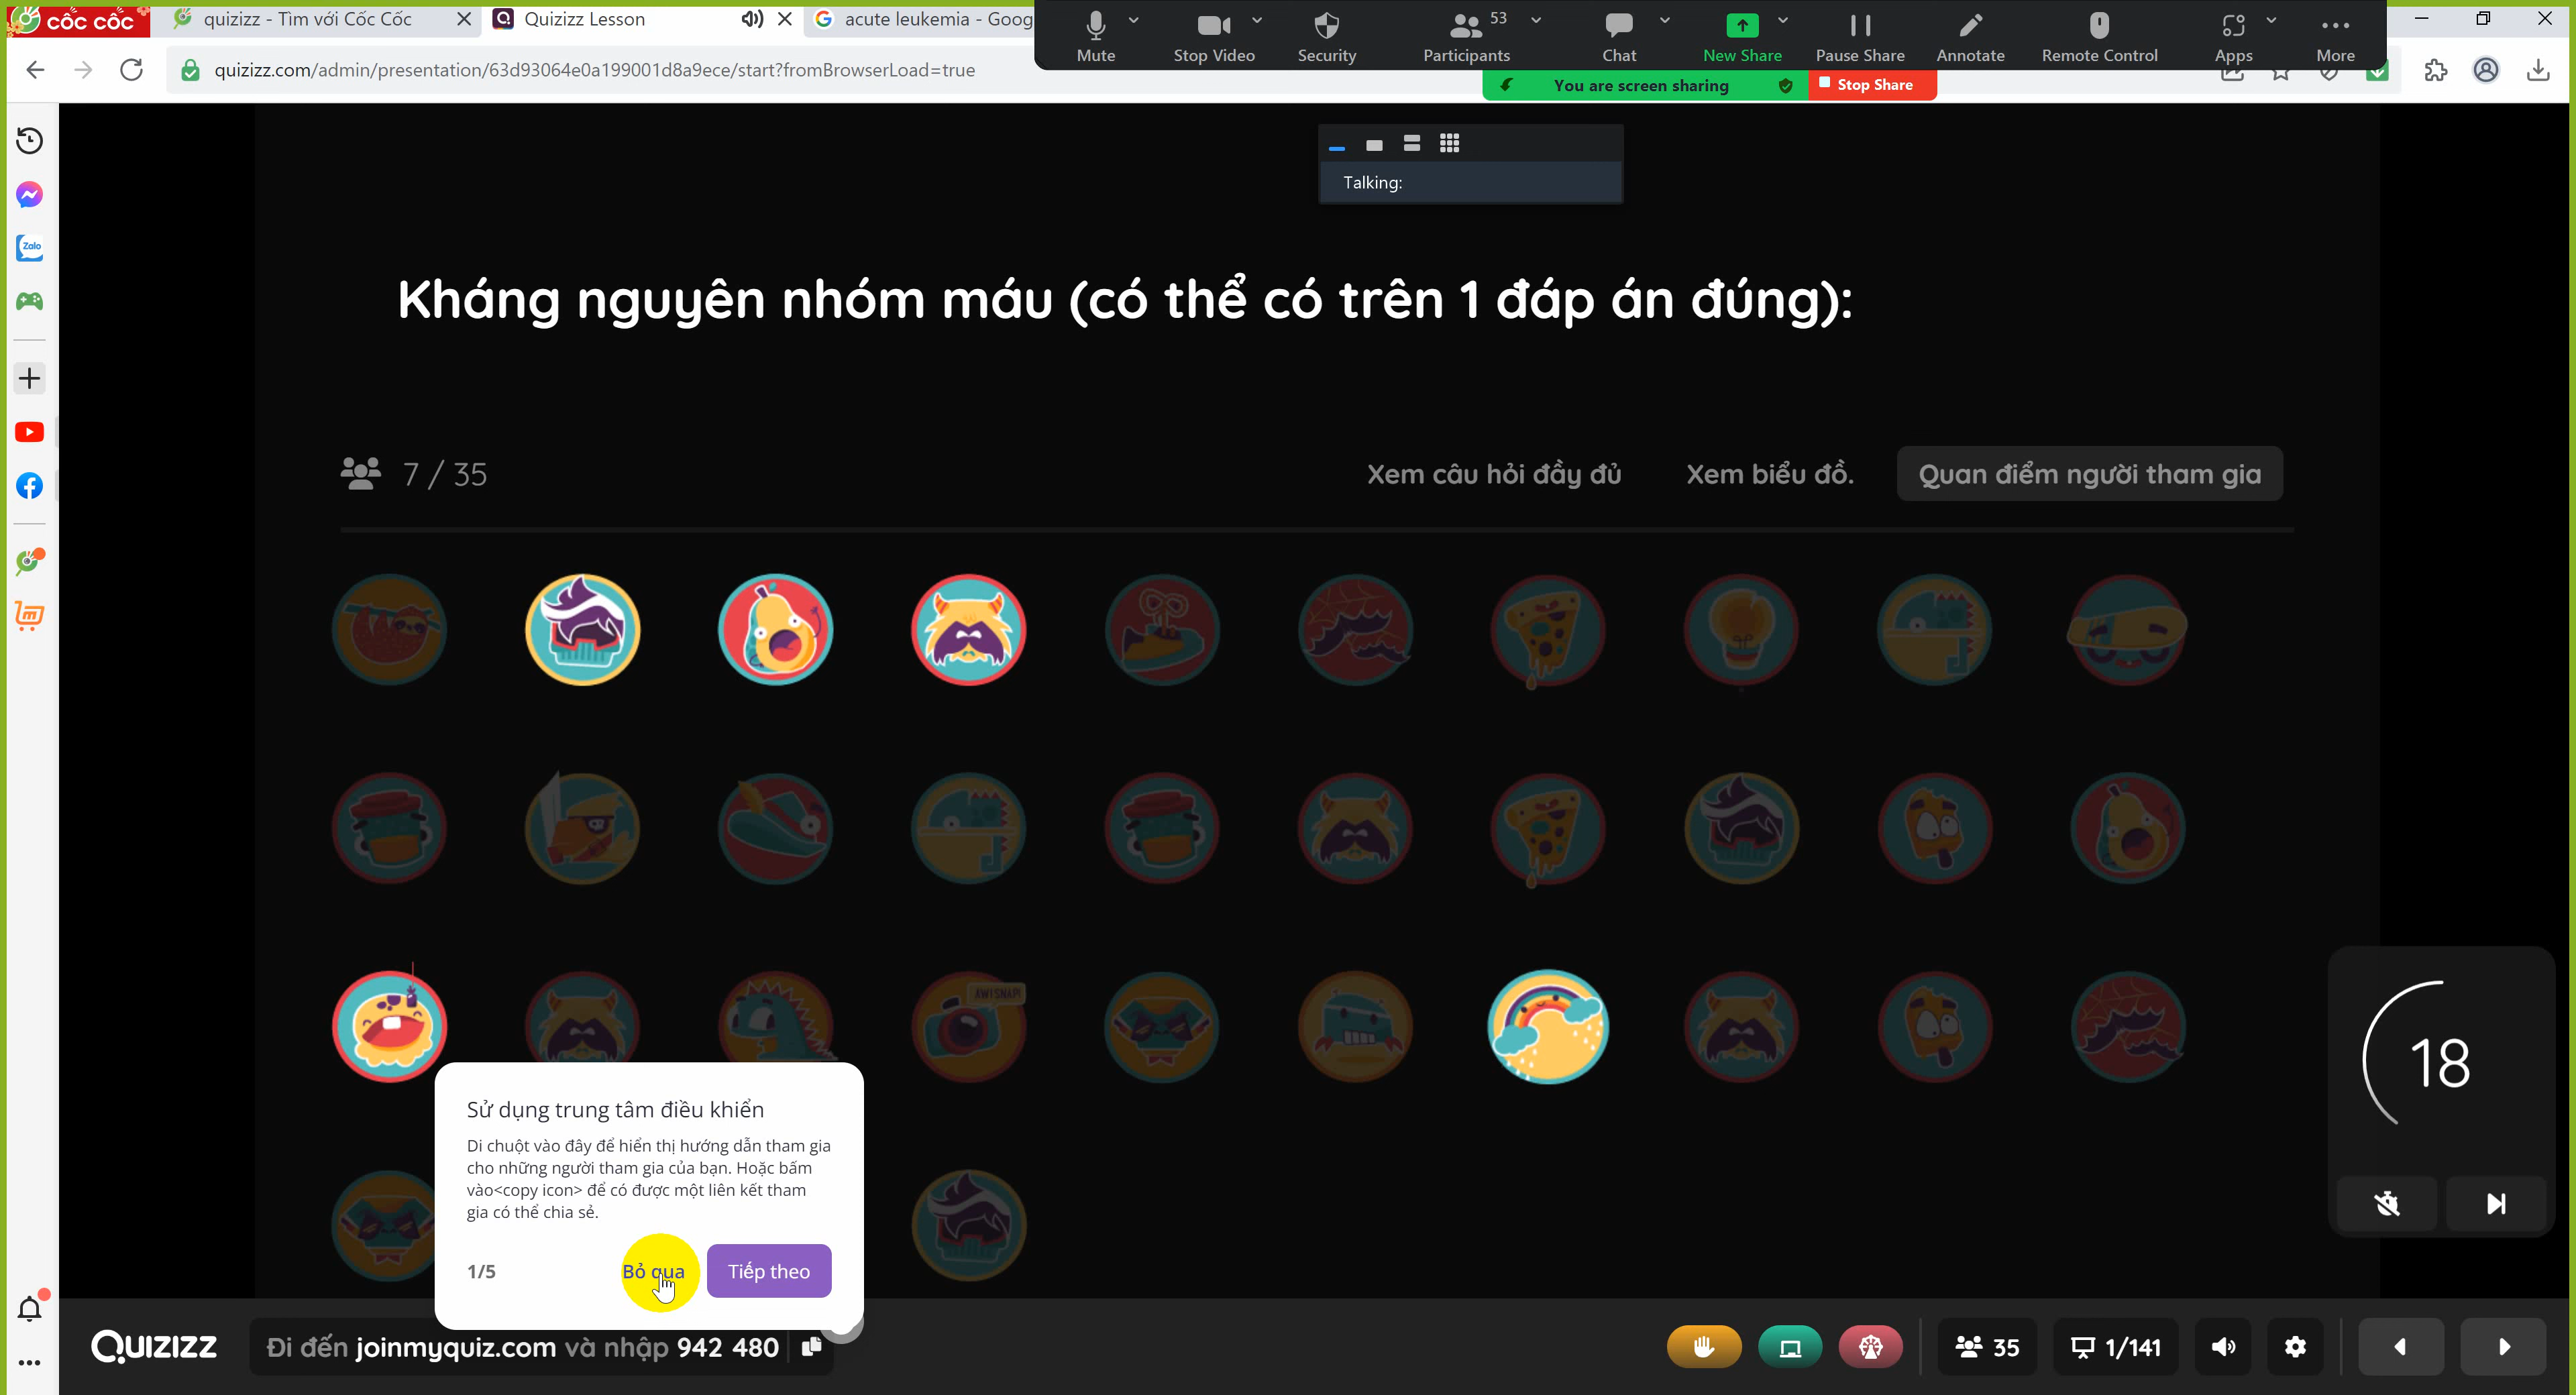 cốc cốc
quizizz - Tìm với Cốc Cốc
Quizizz Lesson
acute leukemia - Goog
Mute
Stop Video
Security
53
Participants
Chat
New Share
Pause Share
Annotate
Remote Control
Apps
More
quizizz.com/admin/presentation/63d93064e0a199001d8a9ece/start?fromBrowserLoad=true
You are screen sharing
Stop Share
Talking:
Zalo
Kháng nguyên nhóm máu (có thể có trên 1 đáp án đúng):
7 / 35
Xem câu hỏi đầy đủ
Xem biểu đồ.
Quan điểm người tham gia
AW! SNAP!
18
Sử dụng trung tâm điều khiển
Di chuột vào đây để hiển thị hướng dẫn tham gia
cho những người tham gia của bạn. Hoặc bấm
vào<copy icon> để có được một liên kết tham
gia có thể chia sẻ.
1/5
Bỏ qua
Tiếp theo
QUIZIZZ
Đi đến joinmyquiz.com và nhập 942 480
35
1/141